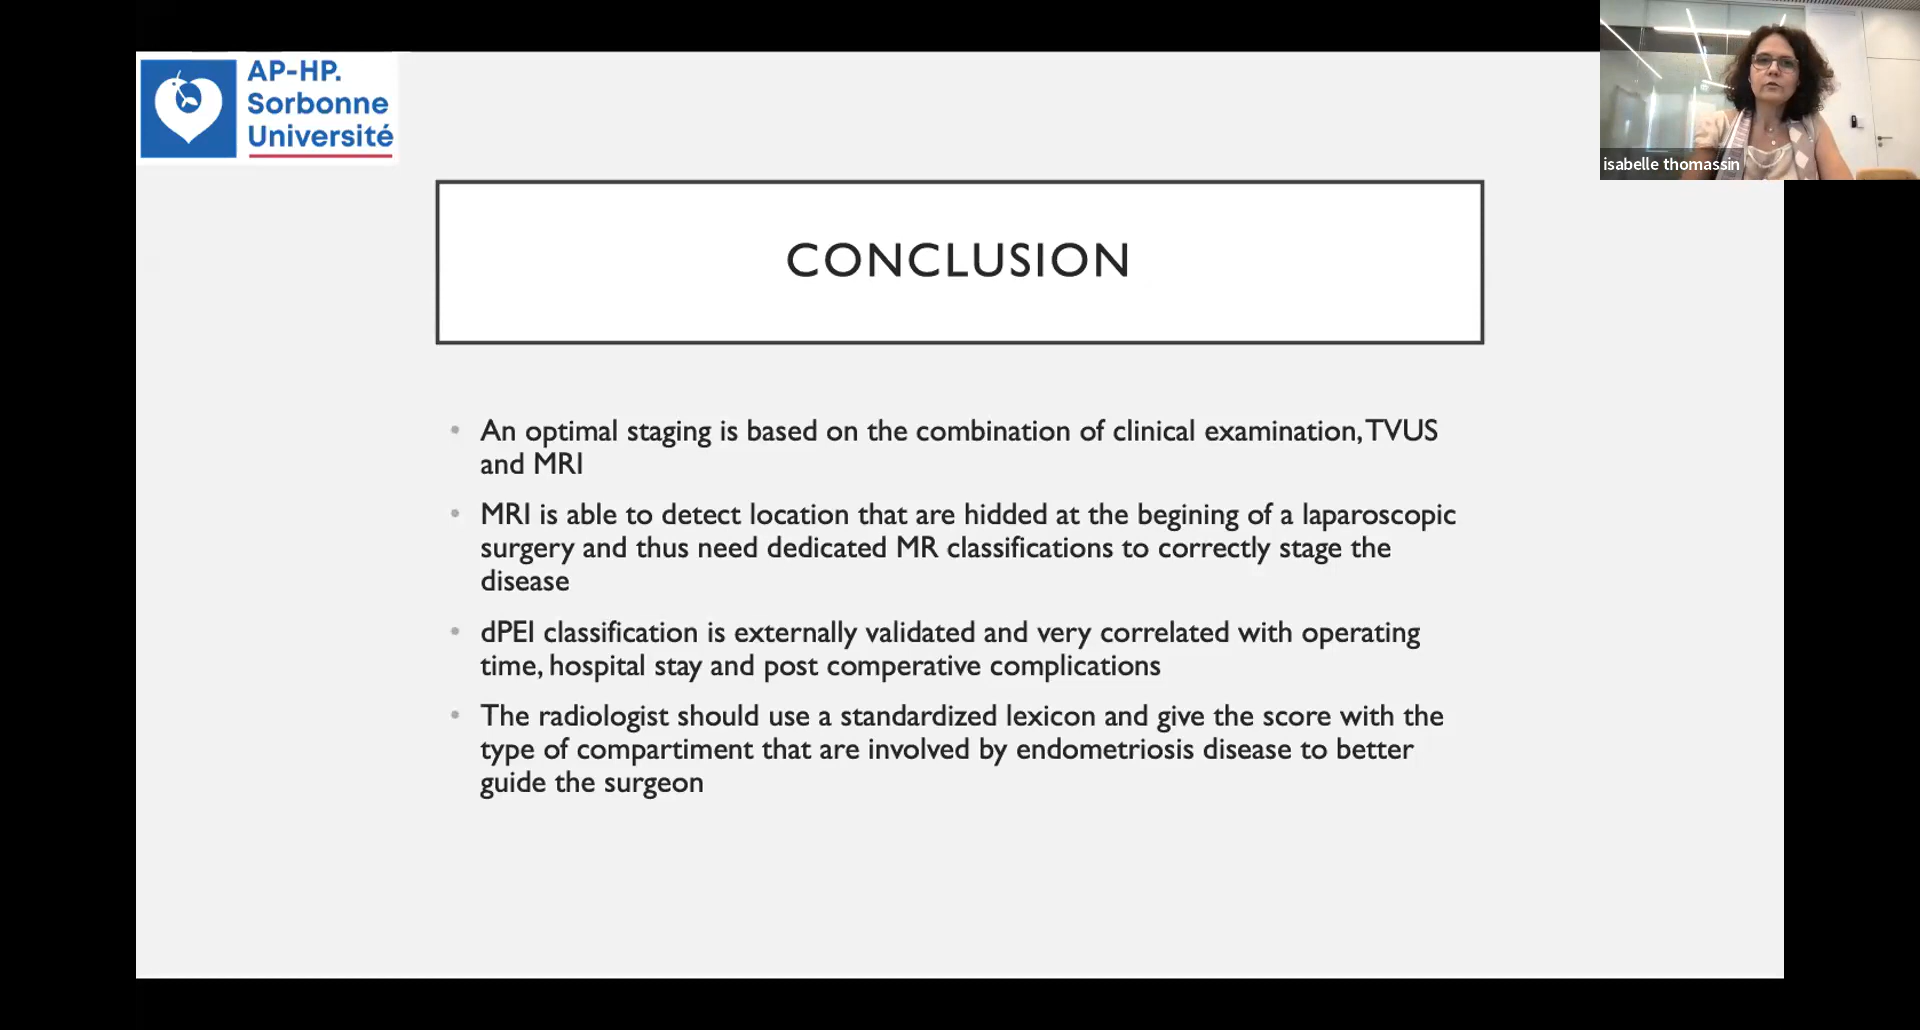 AP-HP.
Sorbonne
Université
isabelle thomassin
CONCLUSION
• An optimal staging is based on the combination of clinical examination, TVUS
and MRI
• MRI is able to detect location that are hidded at the begining of a laparoscopic
surgery and thus need dedicated MR classifications to correctly stage the
disease
• dPEI classification is externally validated and very correlated with operating
time, hospital stay and post comperative complications
• The radiologist should use a standardized lexicon and give the score with the
type of compartiment that are involved by endometriosis disease to better
guide the surgeon